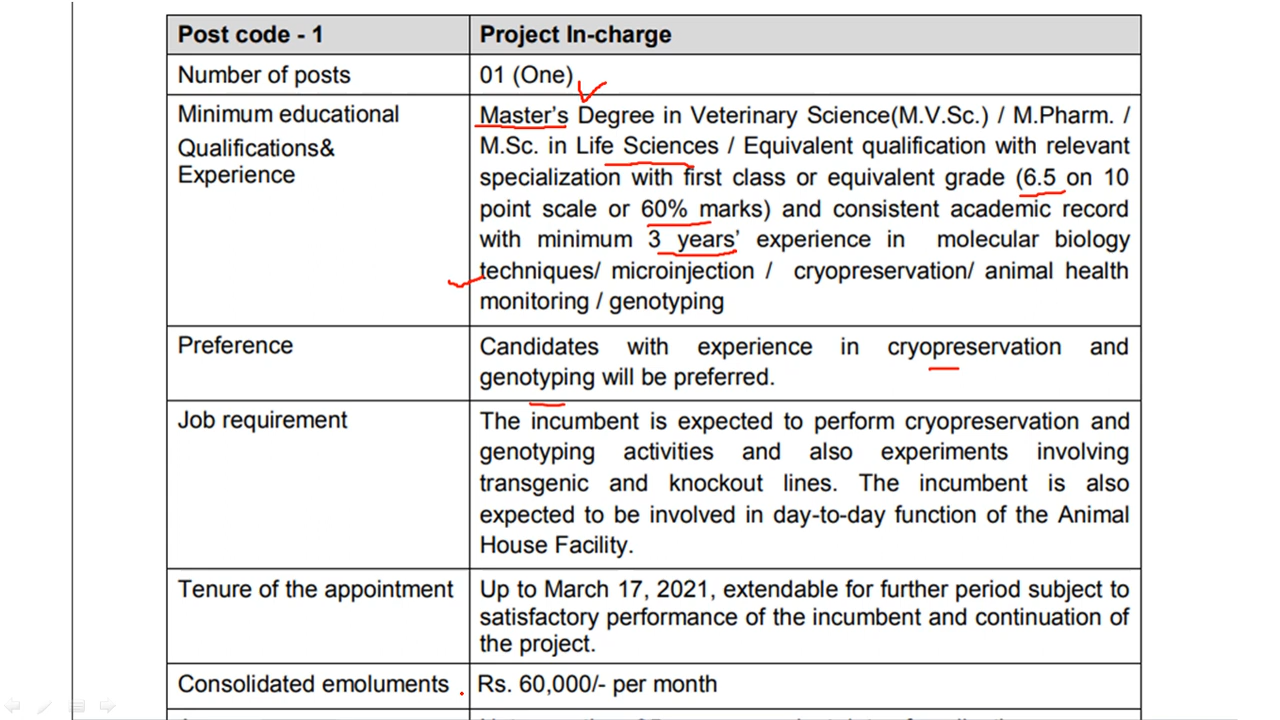 Post code - 1
Project In-charge
Number of posts
01 (One)
Minimum educational
Qualifications&
Experience
Master's Degree in Veterinary Science(M.V.Sc.) / M.Pharm. /
M.Sc. in Life Sciences / Equivalent qualification with relevant
specialization with first class or equivalent grade (6.5 on 10
point scale or 60% marks) and consistent academic record
with minimum 3 years' experience in molecular biology
techniques/ microinjection / cryopreservation/ animal health
monitoring / genotyping
Preference
Candidates with experience in cryopreservation and
genotyping will be preferred.
Job requirement
The incumbent is expected to perform cryopreservation and
genotyping activities and also experiments involving
transgenic and knockout lines. The incumbent is also
expected to be involved in day-to-day function of the Animal
House Facility.
Tenure of the appointment
Up to March 17, 2021, extendable for further period subject to
satisfactory performance of the incumbent and continuation of
the project.
Consolidated emoluments
Rs. 60,000/- per month